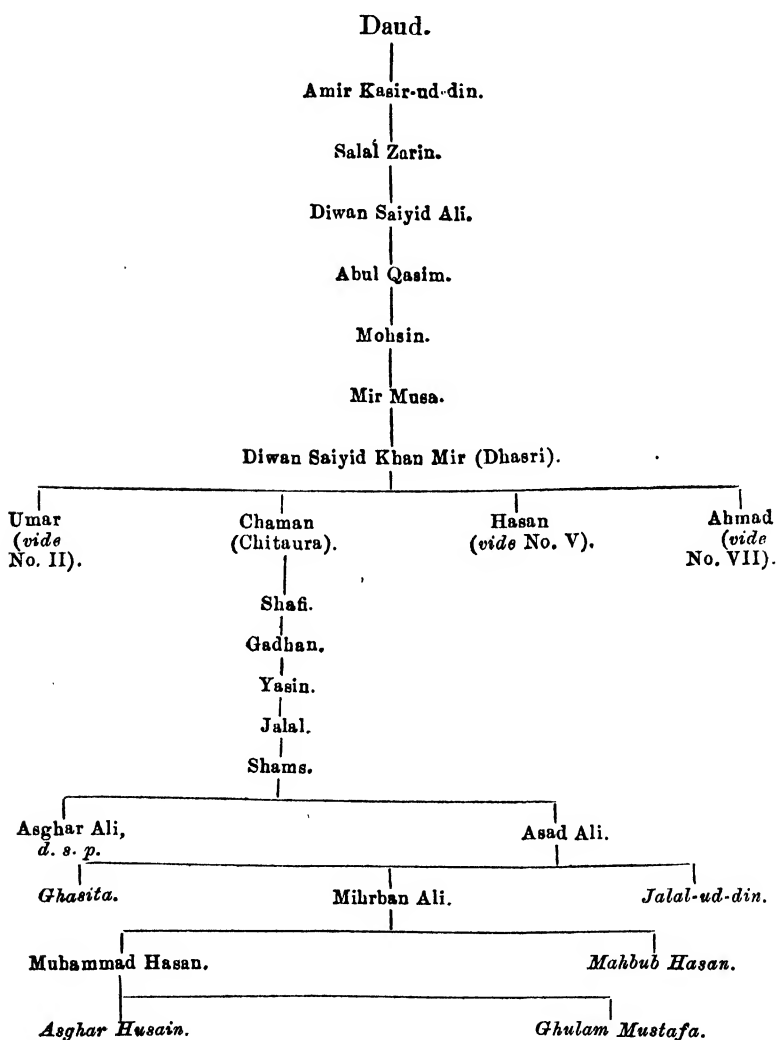 Daud.
Amir Kasir-ud-din.
Salaí Zarin.
Diwan Saiyid Alí.
Abul Qasim.
Mohsin.
Mir Musa.
Diwan Saiyid Khan Mir (Dhasri).
Umar Chaman Hasan Ahmad
(vide (Chitaura). (vide No. V). (vide
No. II). No. VII).
Shafi.
Gadhan.
Yasin.
Jalal.
Shams.
Asghar Ali, Asad Ali.
d. s. p.
Ghasita. Mihrban Ali. Jalal-ud-din.
Muhammad Hasan. Mahbub Hasan.
Asghar Husain. Ghulam Mustafa.